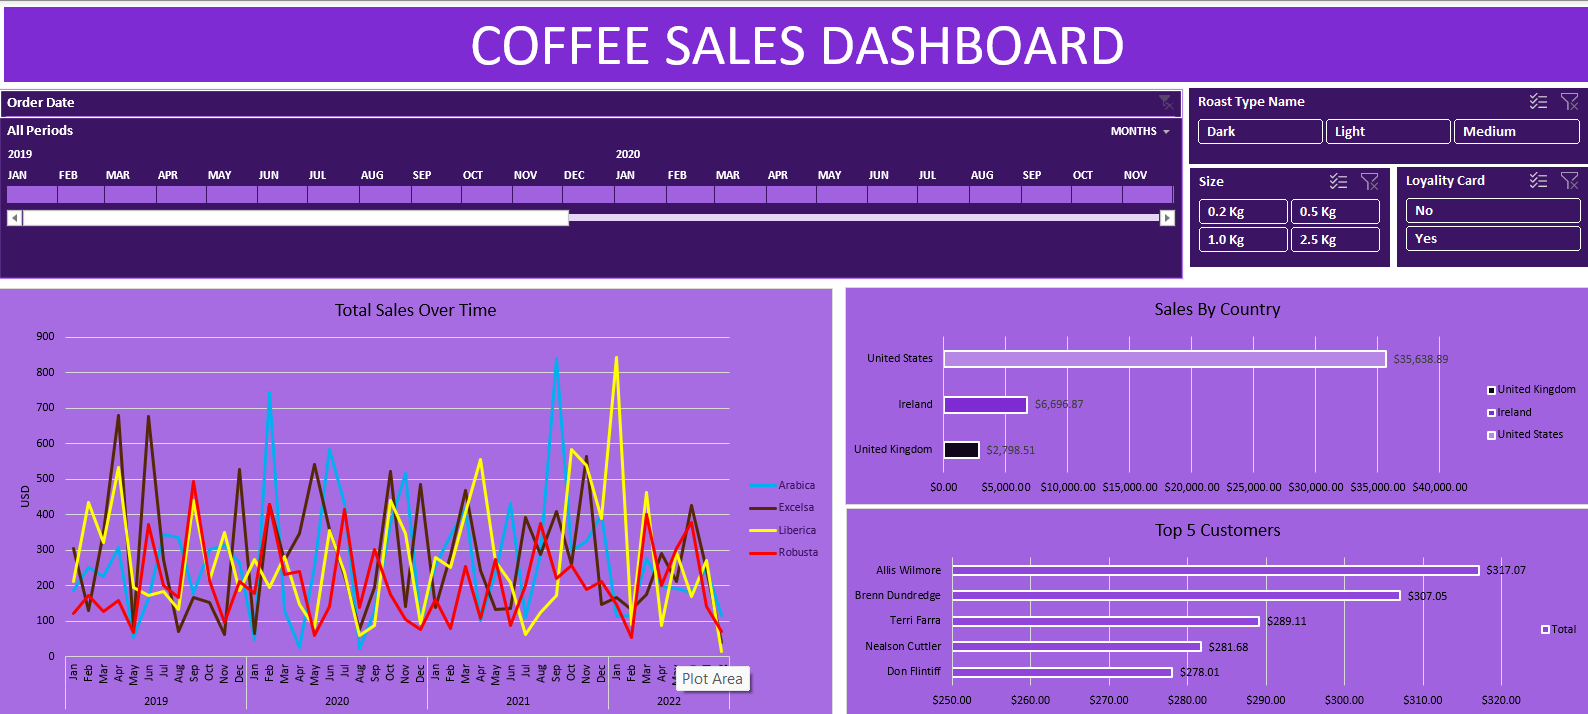 COFFEE SALES DASHBOARD
Order Date
All Periods
MONTHS
2019 2020
JAN FEB MAR APR MAY JUN JUL AUG SEP OCT NOV DEC JAN FEB MAR APR MAY JUN JUL AUG SEP OCT NOV
Roast Type Name
Dark Light Medium
Size
0.2 Kg 0.5 Kg
1.0 Kg 2.5 Kg
Loyality Card
No
Yes
Total Sales Over Time
900
800
700
600
500
400
300
200
100
0
USD
Jan Feb Mar Apr May Jun Jul Aug Sep Oct Nov Dec Jan Feb Mar Apr May Jun Jul Aug Sep Oct Nov Dec Jan Feb Mar Apr May Jun Jul Aug Sep Oct Nov Dec Jan Feb Mar Apr
2019 2020 2021 2022
Arabica
Excelsa
Liberica
Robusta
Plot Area
Sales By Country
United States $35,638.89
Ireland $6,696.87
United Kingdom $2,798.51
$0.00 $5,000.00 $10,000.00 $15,000.00 $20,000.00 $25,000.00 $30,000.00 $35,000.00 $40,000.00
United Kingdom
Ireland
United States
Top 5 Customers
Allis Wilmore $317.07
Brenn Dundredge $307.05
Terri Farra $289.11
Nealson Cuttler $281.68
Don Flintiff $278.01
$250.00 $260.00 $270.00 $280.00 $290.00 $300.00 $310.00 $320.00
Total